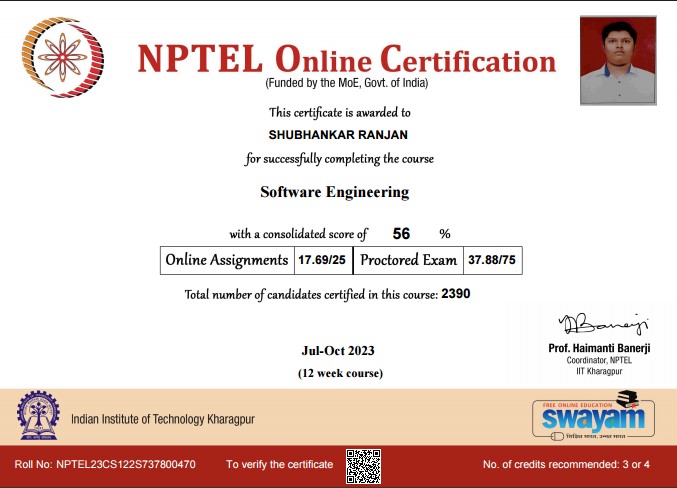 NPTEL Online Certification
(Funded by the MoE, Govt. of India)
This certificate is awarded to
SHUBHANKAR RANJAN
for successfully completing the course
Software Engineering
with a consolidated score of 56 %
Online Assignments 17.69/25 Proctored Exam 37.88/75
Total number of candidates certified in this course: 2390
Jul-Oct 2023
(12 week course)
Prof. Haimanti Banerji
Coordinator, NPTEL
IIT Kharagpur
Indian Institute of Technology Kharagpur
FREE ONLINE EDUCATION
swayam
शिक्षित भारत, उन्नत भारत
Roll No: NPTEL23CS122S737800470 To verify the certificate No. of credits recommended: 3 or 4